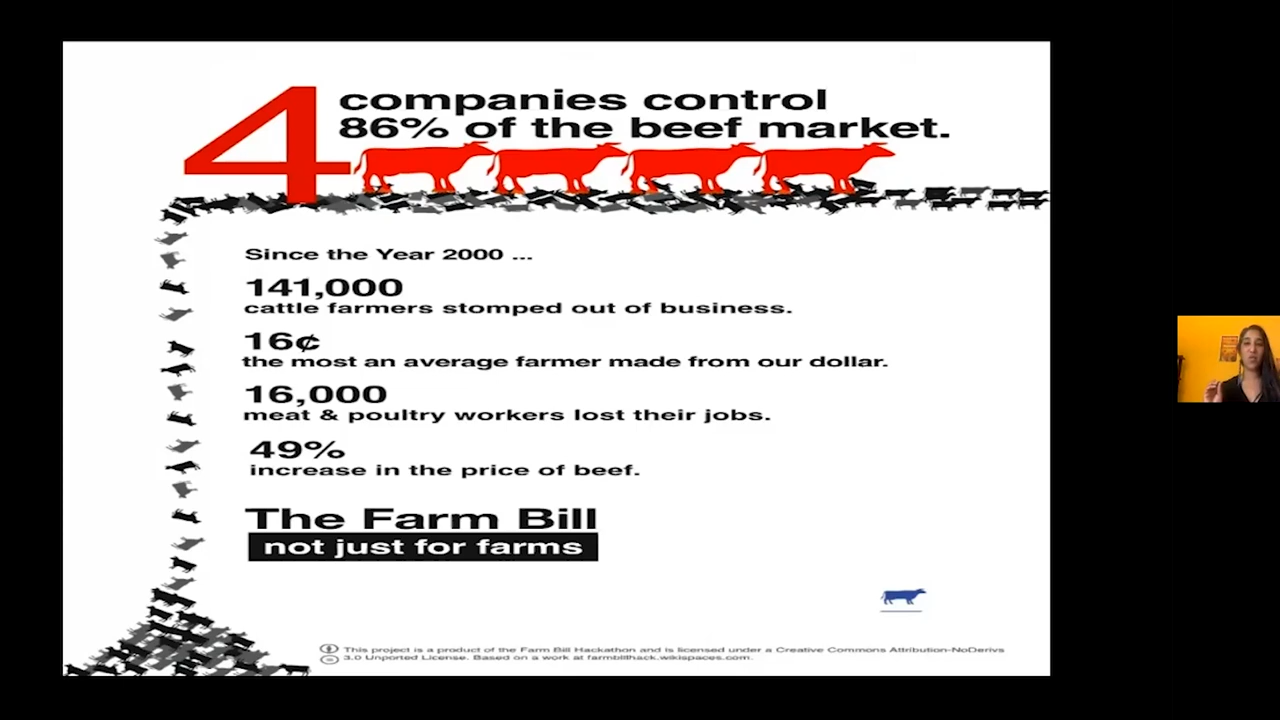 4 companies control
86% of the beef market.
Since the Year 2000 ...
141,000
cattle farmers stomped out of business.
16¢
the most an average farmer made from our dollar.
16,000
meat & poultry workers lost their jobs.
49%
increase in the price of beef.
The Farm Bill
not just for farms
This project is a product of the Farm Bill Hackathon and is licensed under a Creative Commons Attribution-NoDerivs
3.0 Unported License. Based on a work at farmbillhack.wikispaces.com.